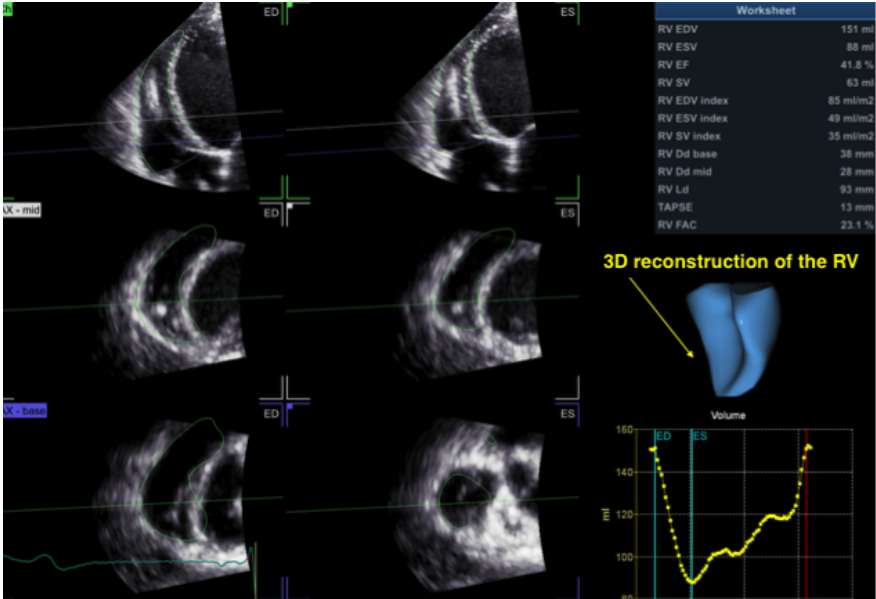 ch
ED
ES
Worksheet
RV EDV 151 ml
RV ESV 88 ml
RV EF 41.8 %
RV SV 63 ml
RV EDV index 85 ml/m2
RV ESV index 49 ml/m2
RV SV index 35 ml/m2
RV Dd base 38 mm
RV Dd mid 28 mm
RV Ld 93 mm
TAPSE 13 mm
RV FAC 23.1 %
AX - mid
ED
ES
3D reconstruction of the RV
AX - base
ED
ES
Volume
160
ED
ES
140
120
ml
100
80